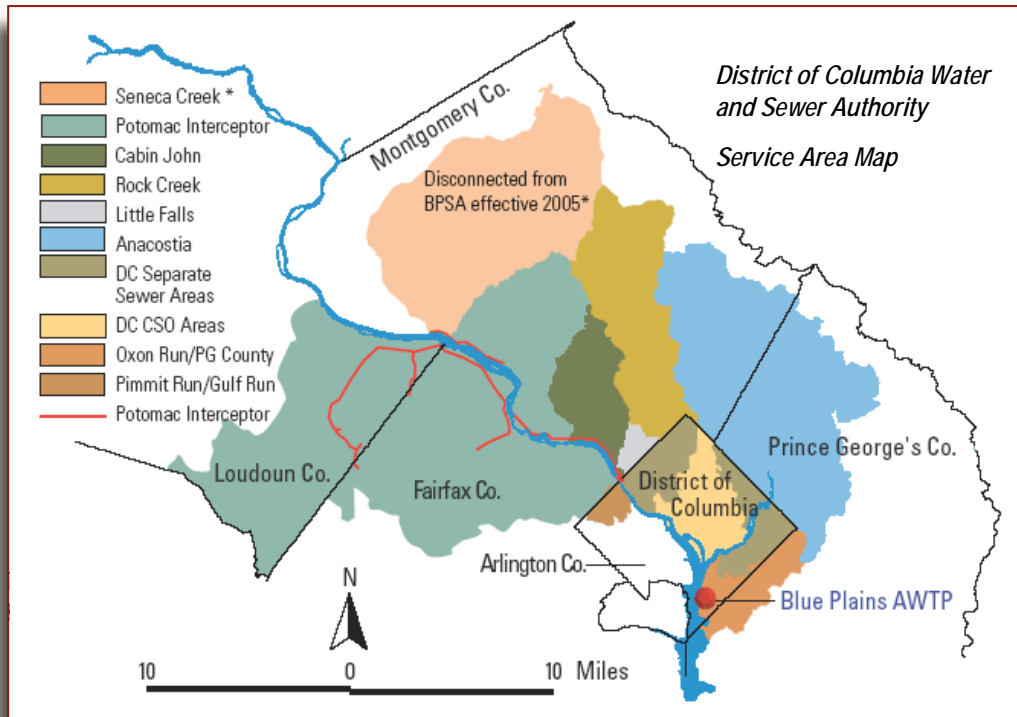 District of Columbia Water
and Sewer Authority
Service Area Map
Seneca Creek *
Potomac Interceptor
Cabin John
Rock Creek
Little Falls
Anacostia
DC Separate
Sewer Areas
DC CSO Areas
Oxon Run/PG County
Pimmit Run/Gulf Run
Potomac Interceptor
Montgomery Co.
Disconnected from
BPSA effective 2005*
Loudoun Co.
Fairfax Co.
Prince George's Co.
District of
Columbia
Arlington Co.
Blue Plains AWTP
N
10 0 10 Miles